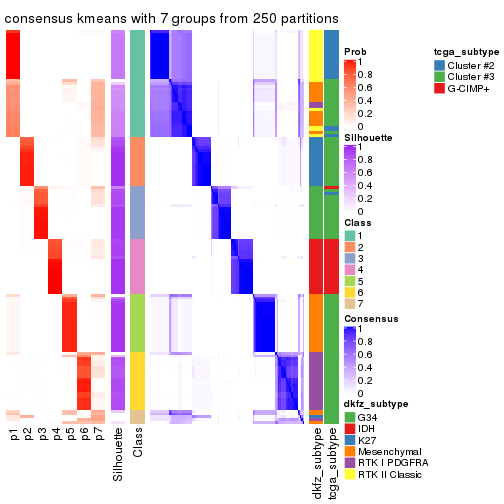 consensus kmeans with 7 groups from 250 partitions
Prob
1
0.8
0.6
0.4
0.2
0
Silhouette
1
0.8
0.6
0.4
0.2
0
Class
1
2
3
4
5
6
7
Consensus
1
0.8
0.6
0.4
0.2
0
dkfz_subtype
G34
IDH
K27
Mesenchymal
RTK I PDGFRA
RTK II Classic
tcga_subtype
Cluster #2
Cluster #3
G-CIMP+
p1
p2
p3
p4
p5
p6
p7
Silhouette
Class
dkfz_subtype
tcga_subtype